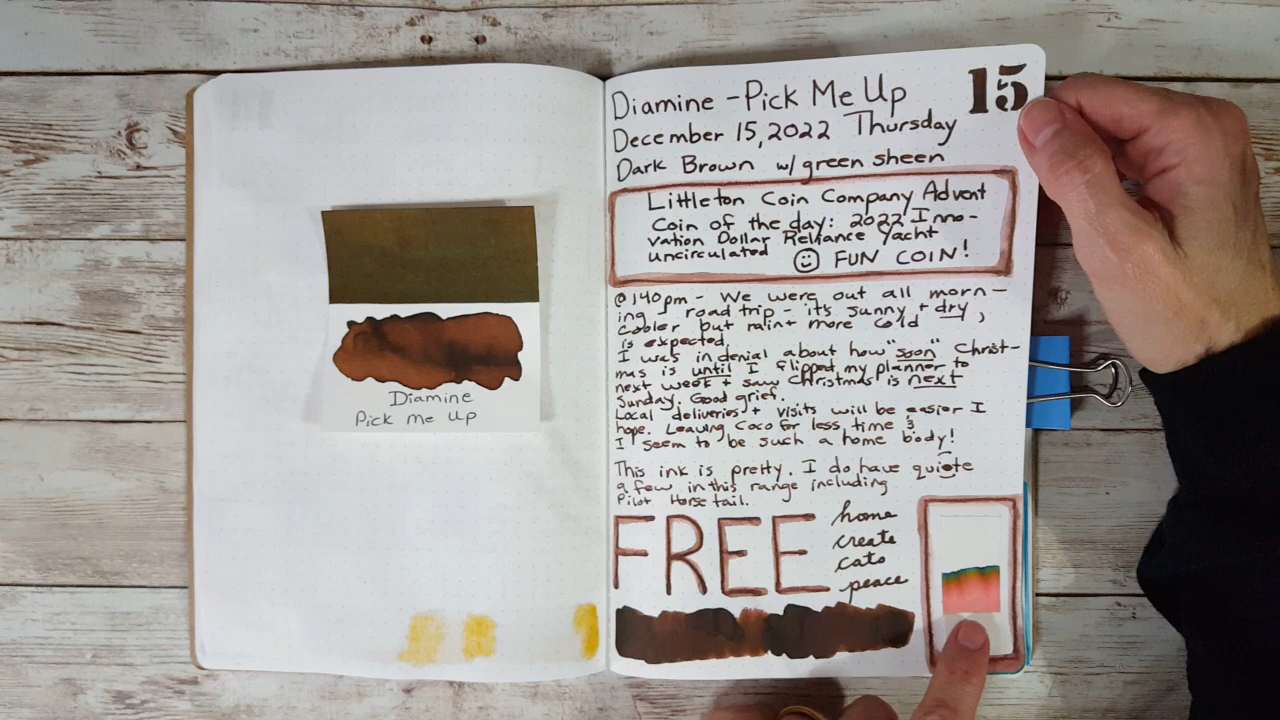 Diamine
Pick me Up
15
Diamine - Pick Me Up
December 15, 2022 Thursday
Dark Brown w/ green sheen
Littleton Coin Company Advent
Coin of the day: 2022 Inno-
vation Dollar Reliance Yacht
uncirculated ☺ FUN COIN!
@ 140pm - We were out all morn-
ing - road trip - it's sunny + dry,
cooler but rain + more cold
is expected.
I was in denial about how "soon" Christ-
mas is until I flipped my planner to
next week + saw Christmas is next
Sunday. Good grief.
Local deliveries + visits will be easier I
hope. Leaving Coco for less time &
I seem to be such a home body!
This ink is pretty. I do have quiete
a few in this range including
Pilot Horse tail.
FREE
home
create
cats
peace